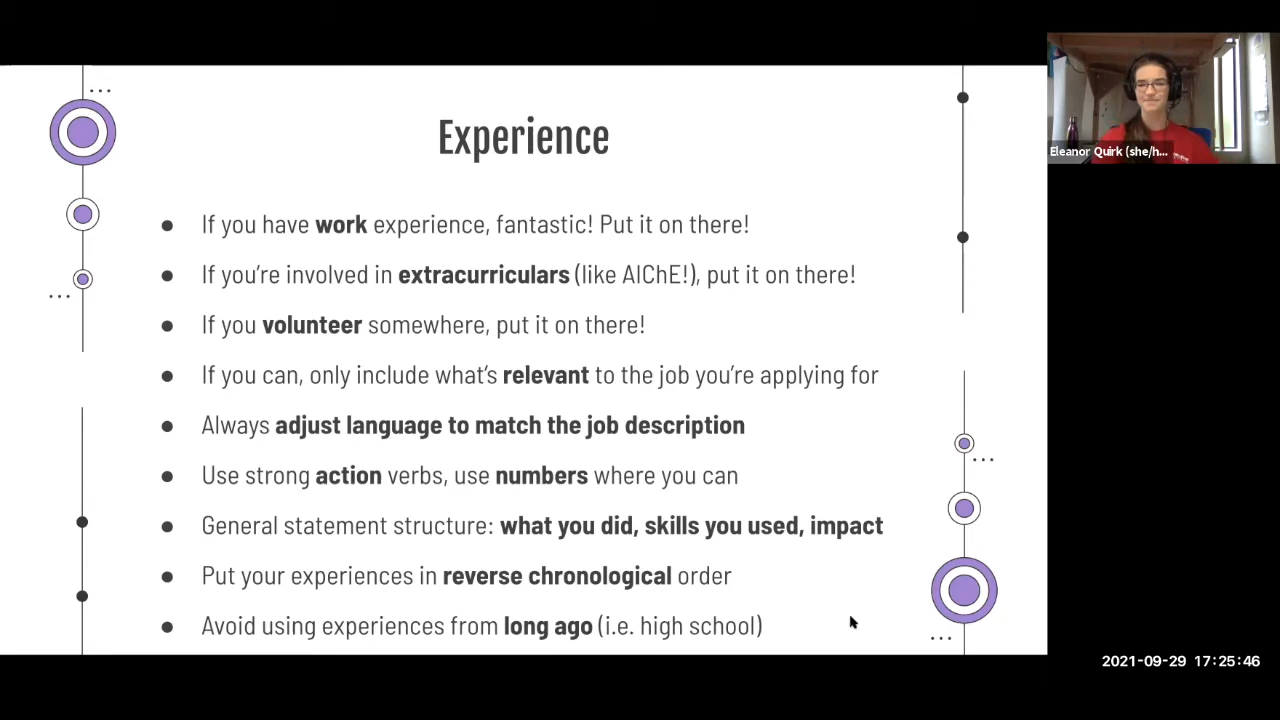 Experience
● If you have work experience, fantastic! Put it on there!
● If you're involved in extracurriculars (like AIChE!), put it on there!
● If you volunteer somewhere, put it on there!
● If you can, only include what's relevant to the job you're applying for
● Always adjust language to match the job description
● Use strong action verbs, use numbers where you can
● General statement structure: what you did, skills you used, impact
● Put your experiences in reverse chronological order
● Avoid using experiences from long ago (i.e. high school)
Eleanor Quirk (she/h...
2021-09-29 17:25:46